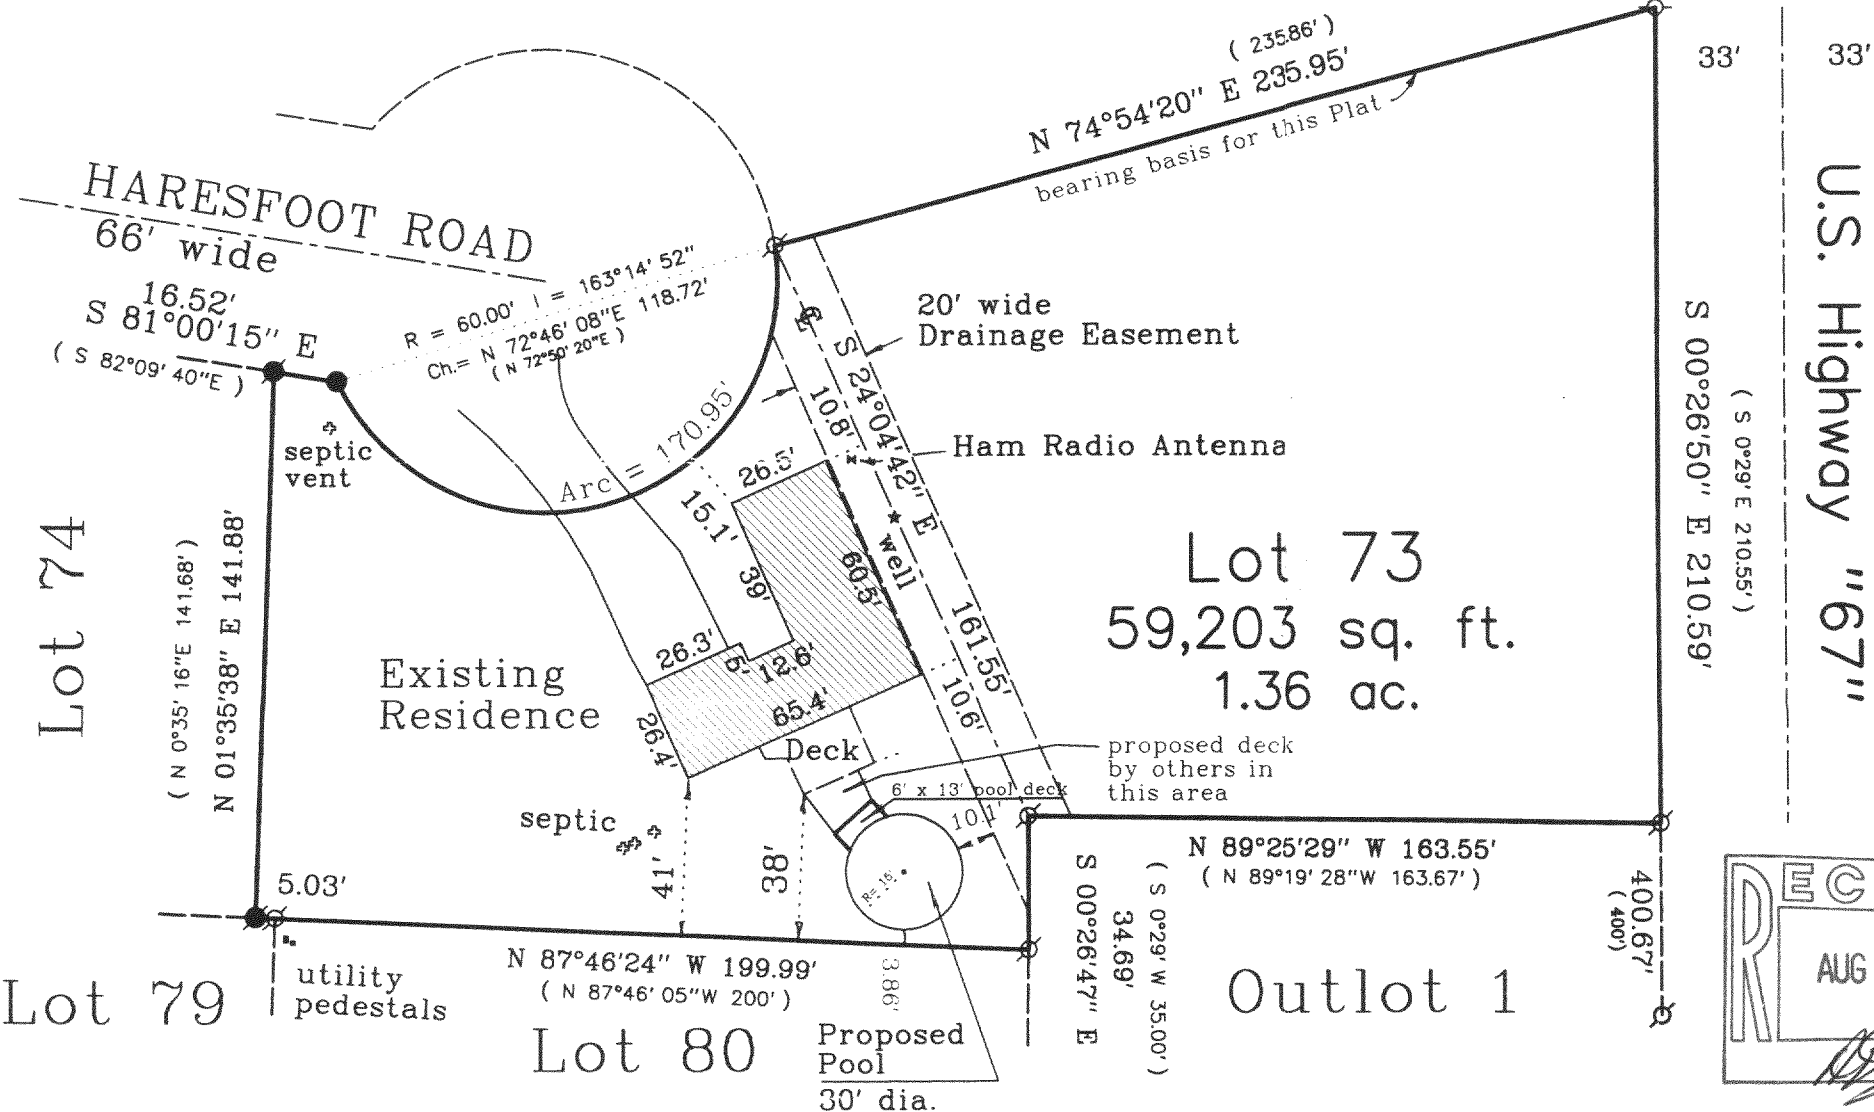 ( 235.86' )
N 74°54'20" E 235.95'
bearing basis for this Plat
33'
33'
U.S. Highway "67"
HARESFOOT ROAD
66' wide
16.52'
S 81°00'15" E
( S 82°09' 40"E )
R = 60.00' I = 163°14' 52"
Ch.= N 72°46' 08"E 118.72'
( N 72°50' 20"E )
Arc = 170.95'
septic
vent
20' wide
Drainage Easement
S 24°04'42" E
161.55'
10.8'
Ham Radio Antenna
26.5'
15.1'
39'
60.5'
well
26.3'
5'
12.6'
65.4'
26.4'
10.6'
Lot 73
59,203 sq. ft.
1.36 ac.
S 00°26'50" E 210.59'
( S 0°29' E 210.55' )
Lot 74
( N 0°35' 16"E 141.68' )
N 01°35'38" E 141.88'
Existing
Residence
Deck
proposed deck
by others in
this area
6' x 13' pool deck
10.1'
septic
41'
38'
R= 15'
5.03'
N 89°25'29" W 163.55'
( N 89°19' 28"W 163.67' )
S 00°26'47" E
34.69'
( S 0°29' W 35.00' )
400.67'
(400')
N 87°46'24" W 199.99'
( N 87°46' 05"W 200' )
3.86'
utility
pedestals
Lot 79
Lot 80
Outlot 1
Proposed
Pool
30' dia.
REC
AUG